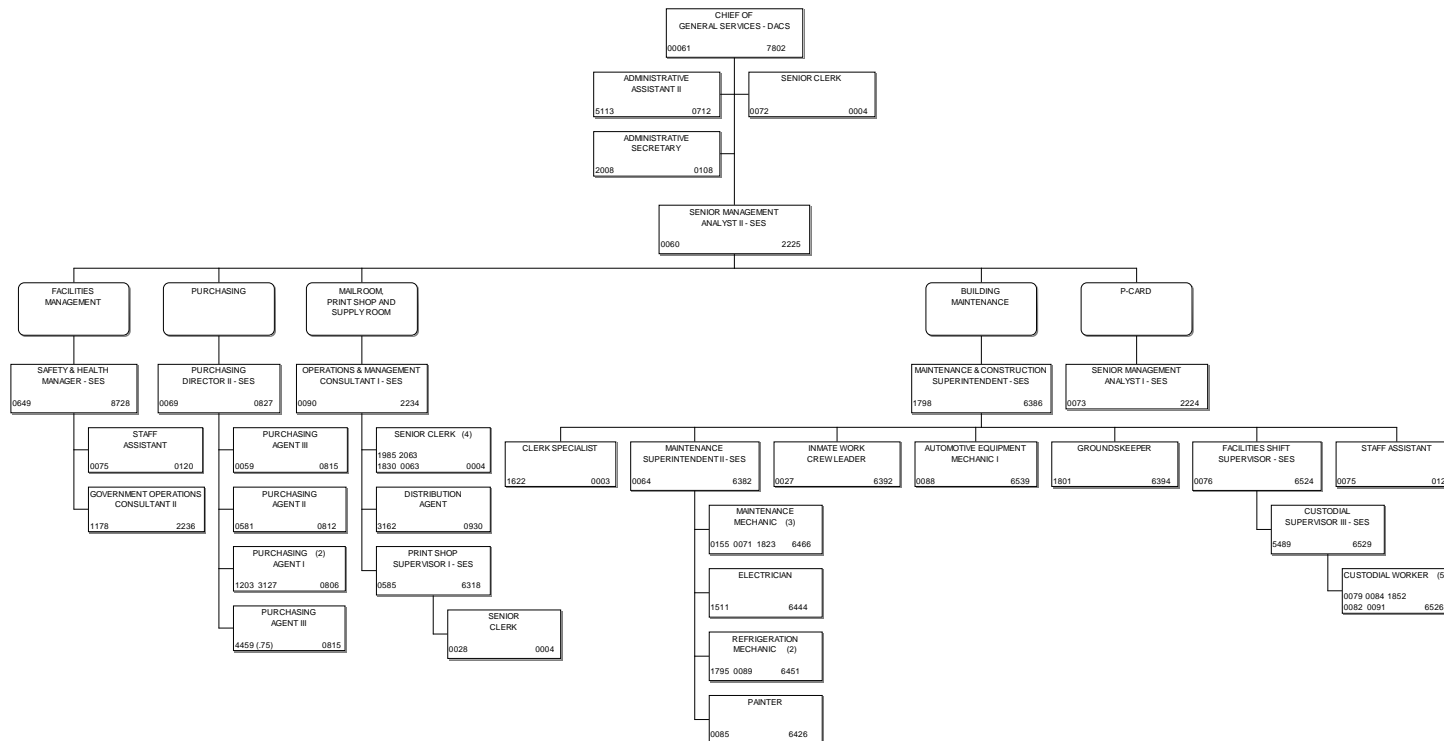 CHIEF OF
GENERAL SERVICES - DACS
00061 7802
ADMINISTRATIVE
ASSISTANT II
5113 0712
SENIOR CLERK
0072 0004
ADMINISTRATIVE
SECRETARY
2008 0108
SENIOR MANAGEMENT
ANALYST II - SES
0060 2225
FACILITIES
MANAGEMENT
PURCHASING
MAILROOM,
PRINT SHOP AND
SUPPLY ROOM
BUILDING
MAINTENANCE
P-CARD
SAFETY & HEALTH
MANAGER - SES
0649 8728
PURCHASING
DIRECTOR II - SES
0069 0827
OPERATIONS & MANAGEMENT
CONSULTANT I - SES
0090 2234
MAINTENANCE & CONSTRUCTION
SUPERINTENDENT - SES
1798 6386
SENIOR MANAGEMENT
ANALYST I - SES
0073 2224
STAFF
ASSISTANT
0075 0120
GOVERNMENT OPERATIONS
CONSULTANT II
1178 2236
PURCHASING
AGENT III
0059 0815
PURCHASING
AGENT II
0581 0812
PURCHASING (2)
AGENT I
1203 3127 0806
PURCHASING
AGENT III
4459 (.75) 0815
SENIOR CLERK (4)
1985 2063
1830 0063 0004
DISTRIBUTION
AGENT
3162 0930
PRINT SHOP
SUPERVISOR I - SES
0585 6318
SENIOR
CLERK
0028 0004
CLERK SPECIALIST
1622 0003
MAINTENANCE
SUPERINTENDENT II - SES
0064 6382
INMATE WORK
CREW LEADER
0027 6392
AUTOMOTIVE EQUIPMENT
MECHANIC I
0088 6539
GROUNDSKEEPER
1801 6394
FACILITIES SHIFT
SUPERVISOR - SES
0076 6524
STAFF ASSISTANT
0075 012
MAINTENANCE
MECHANIC (3)
0155 0071 1823 6466
ELECTRICIAN
1511 6444
REFRIGERATION
MECHANIC (2)
1795 0089 6451
PAINTER
0085 6426
CUSTODIAL
SUPERVISOR III - SES
5489 6529
CUSTODIAL WORKER (5
0079 0084 1852
0082 0091 6526